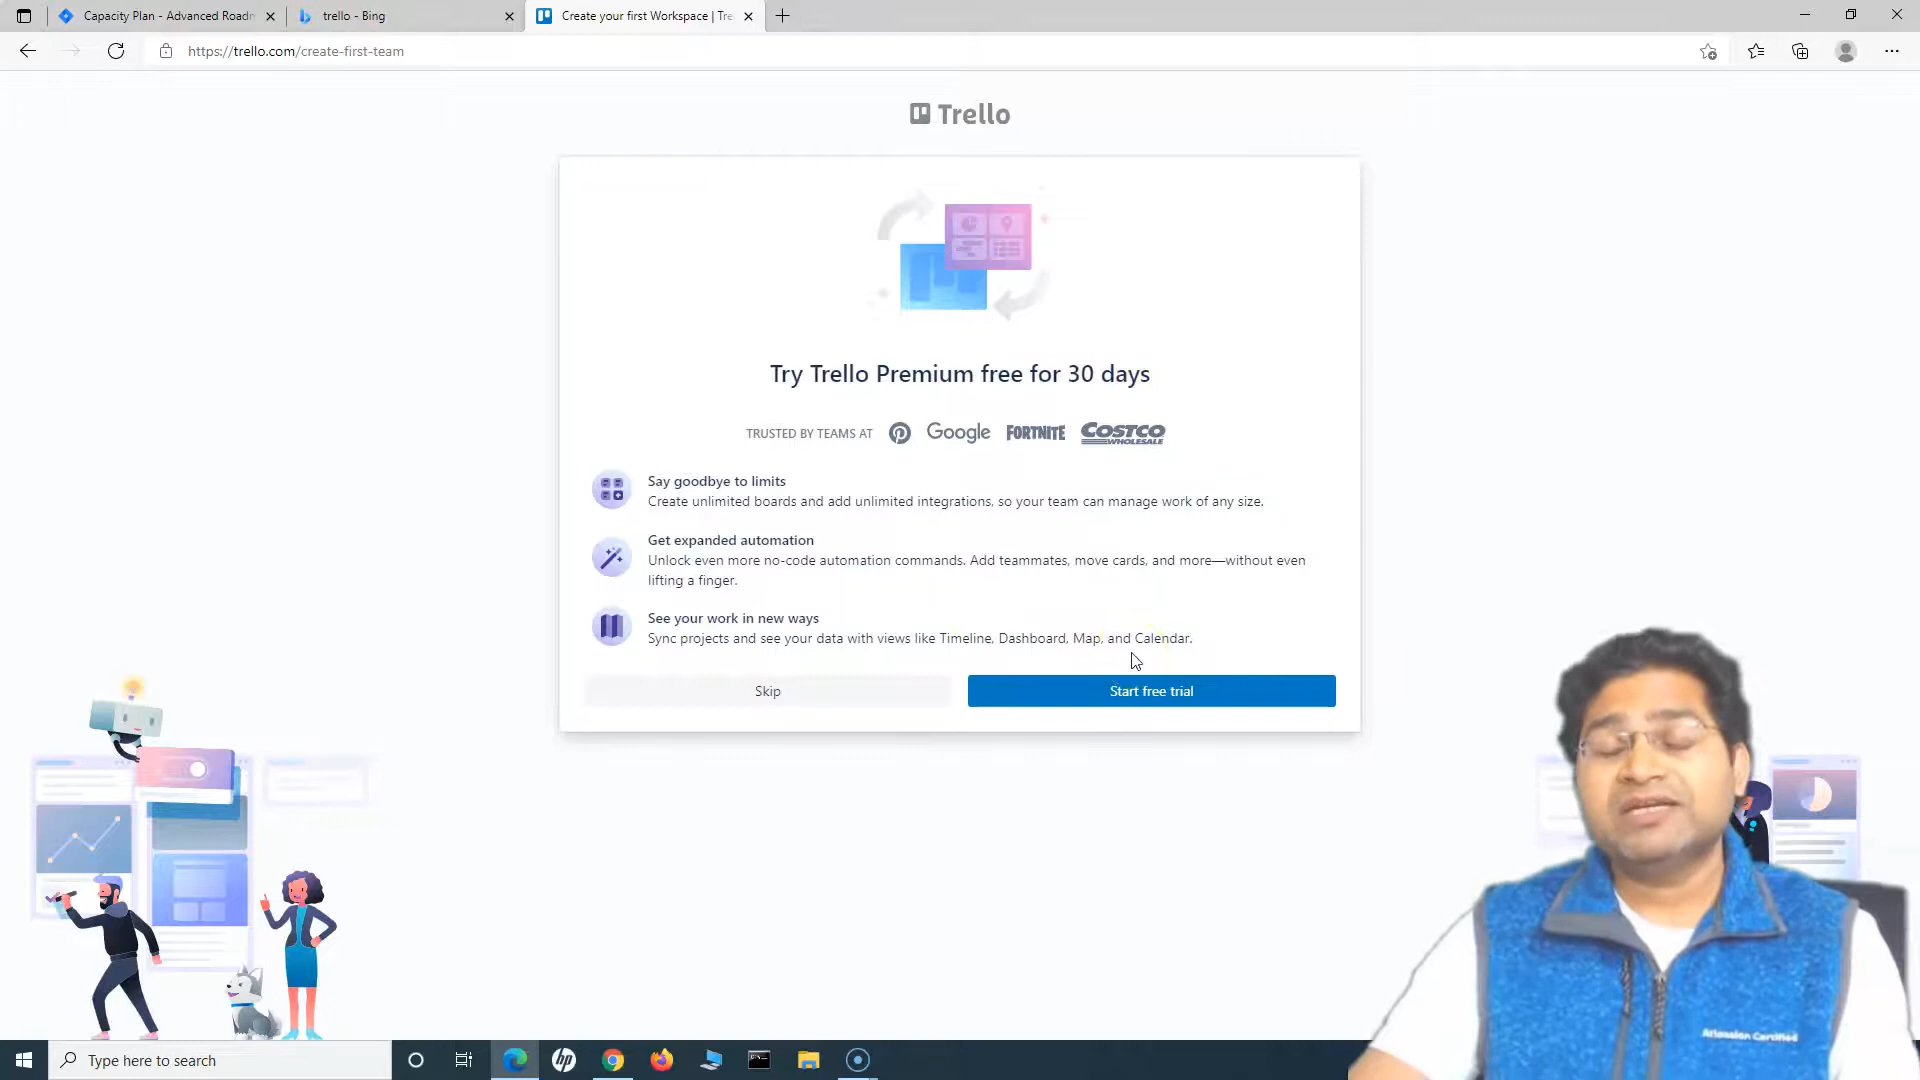 Capacity Plan - Advanced Roadm
trello - Bing
Create your first Workspace | Tre
https://trello.com/create-first-team
Trello
Try Trello Premium free for 30 days
TRUSTED BY TEAMS AT Google FORTNITE COSTCO WHOLESALE
Say goodbye to limits
Create unlimited boards and add unlimited integrations, so your team can manage work of any size.
Get expanded automation
Unlock even more no-code automation commands. Add teammates, move cards, and more—without even
lifting a finger.
See your work in new ways
Sync projects and see your data with views like Timeline, Dashboard, Map, and Calendar.
Skip
Start free trial
Atlassian Certified
Type here to search
hp